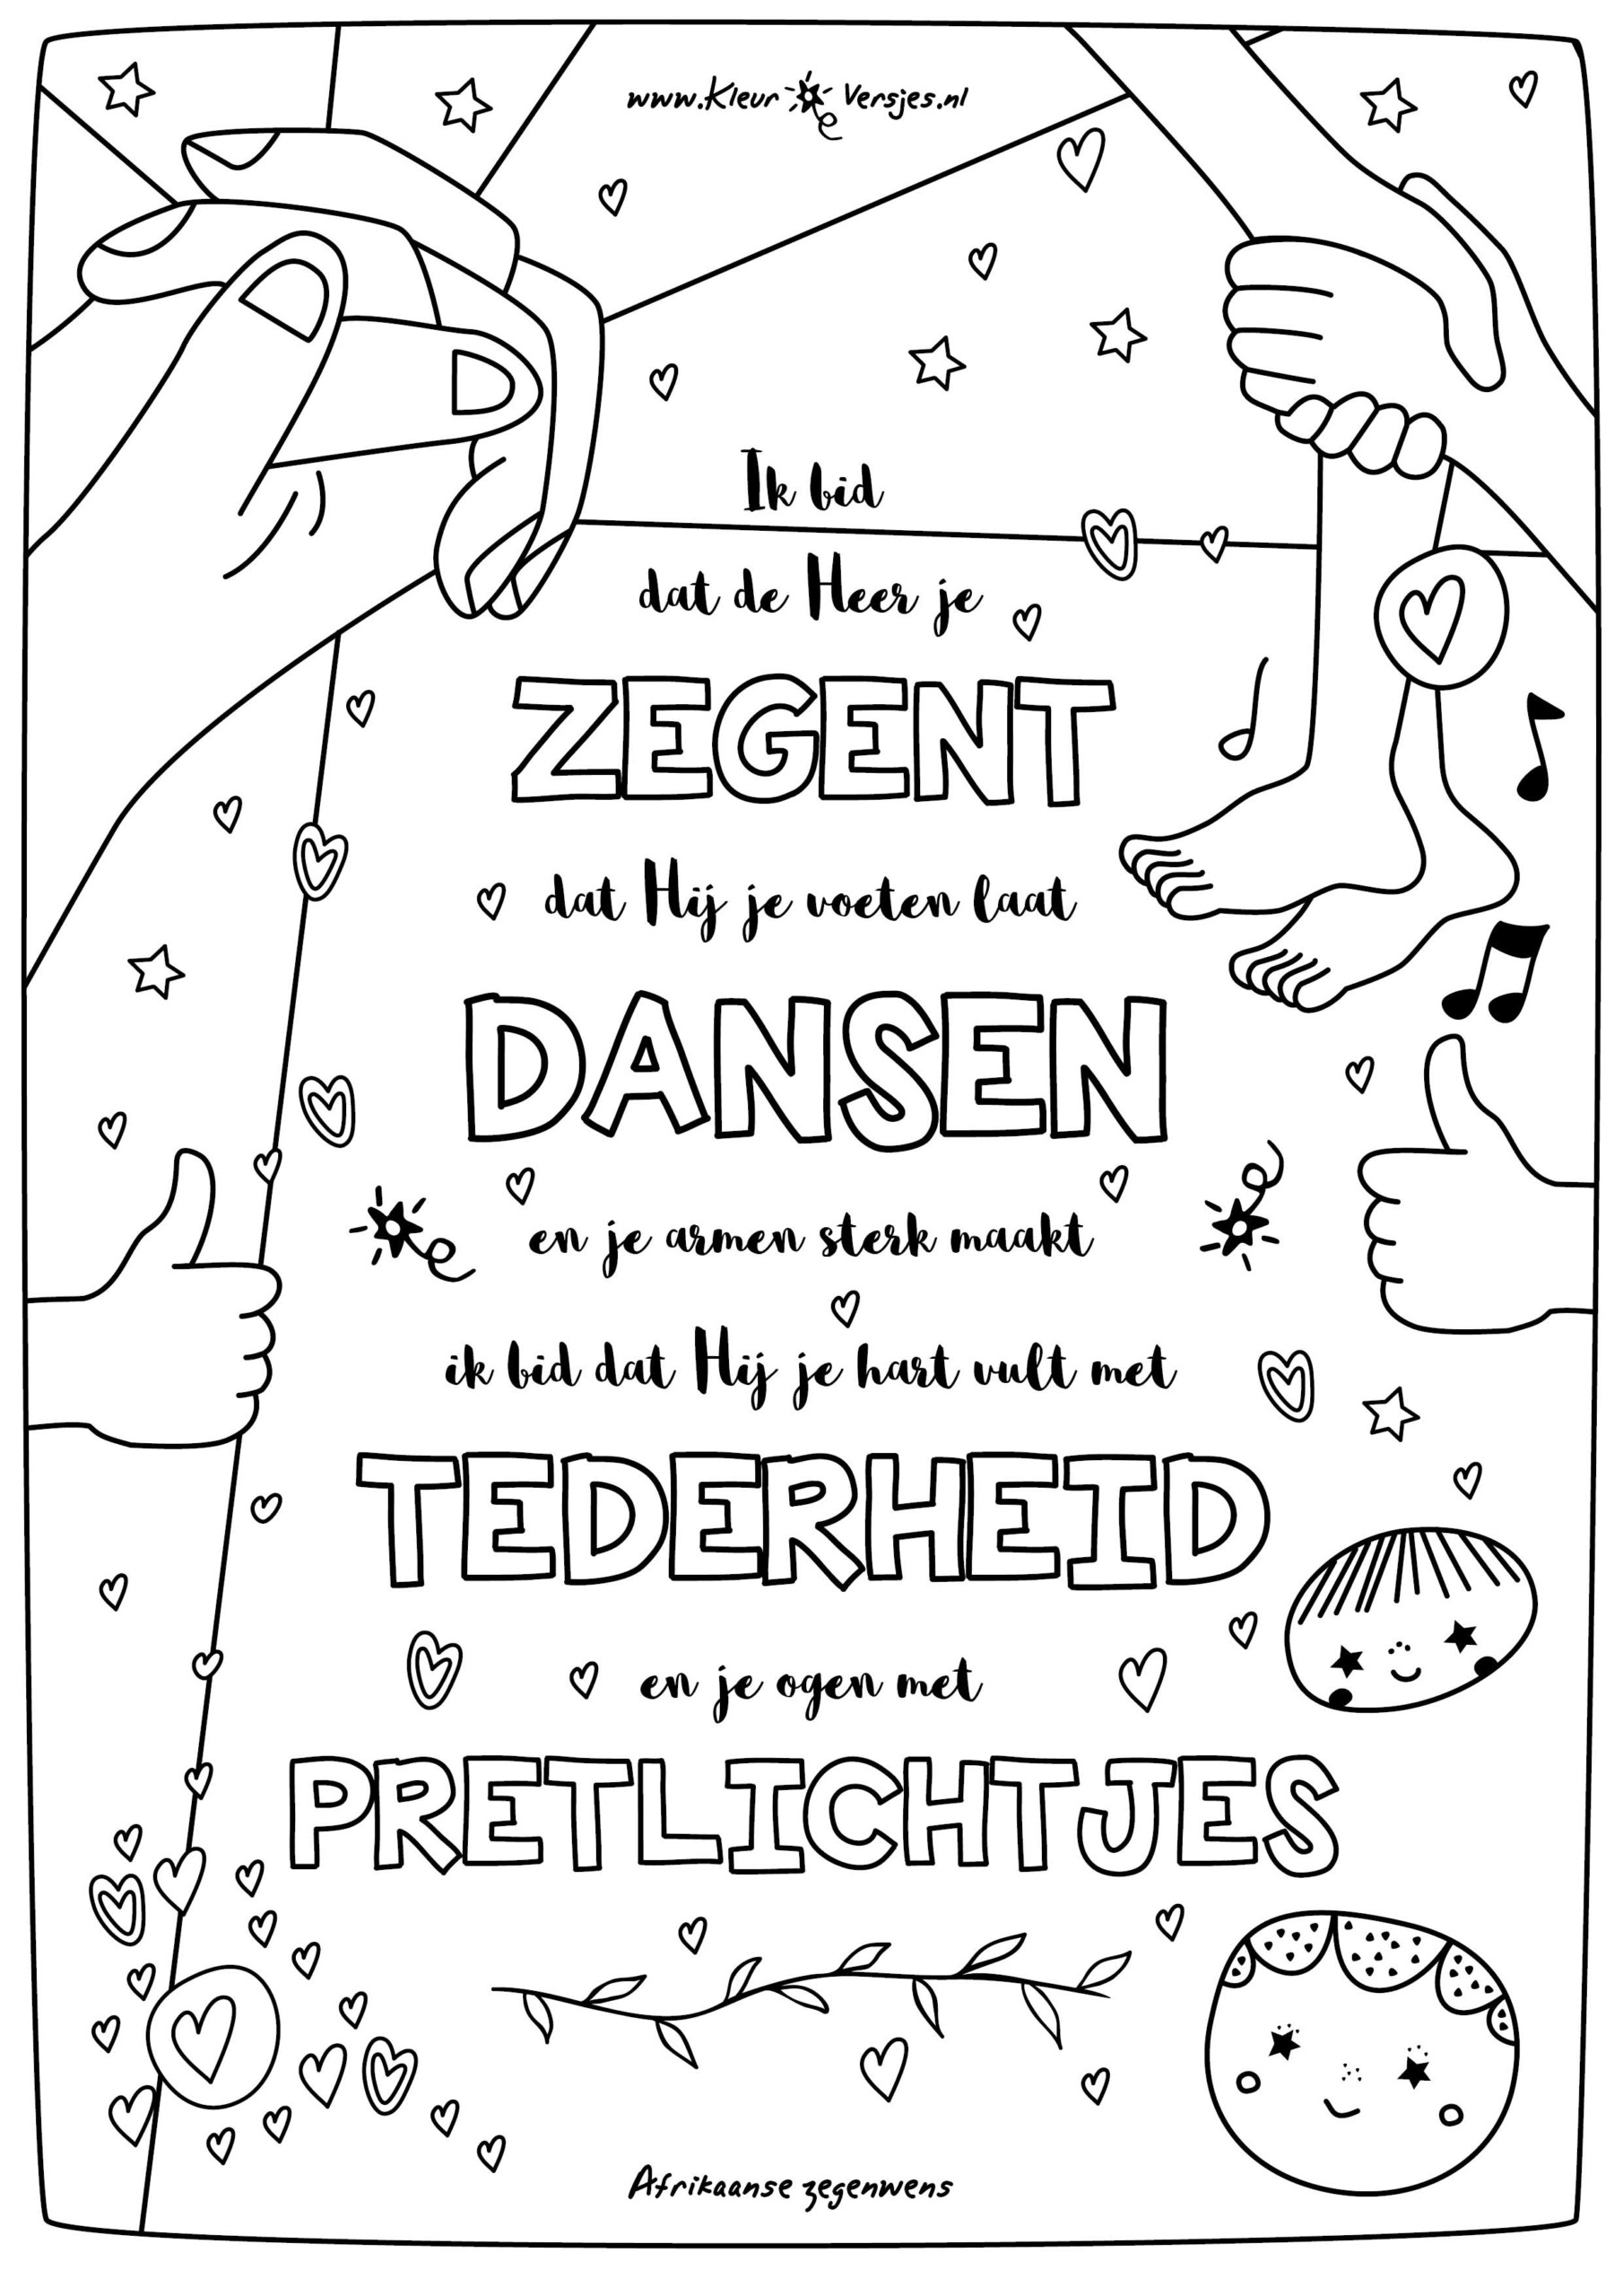 www.Kleur Versjes.nl
Ik bid
dat de Heer je
ZEGENT
dat Hij je voeten laat
DANSEN
en je armen sterk maakt
ik bid dat Hij je hart vult met
TEDERHEID
en je ogen met
PRETLICHTJES
Afrikaanse zegenwens